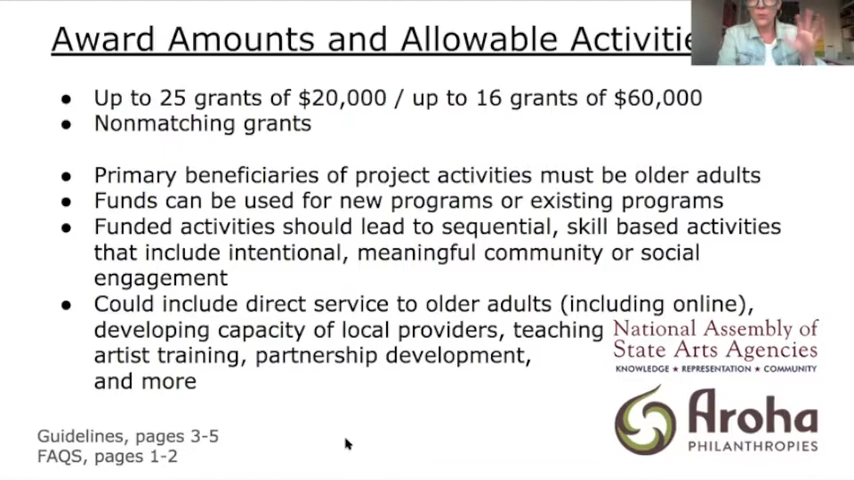 Award Amounts and Allowable Activitie
● Up to 25 grants of $20,000 / up to 16 grants of $60,000
● Nonmatching grants
● Primary beneficiaries of project activities must be older adults
● Funds can be used for new programs or existing programs
● Funded activities should lead to sequential, skill based activities
that include intentional, meaningful community or social
engagement
● Could include direct service to older adults (including online),
developing capacity of local providers, teaching
artist training, partnership development,
and more
National Assembly of
State Arts Agencies
KNOWLEDGE ★ REPRESENTATION ★ COMMUNITY
Aroha
PHILANTHROPIES
Guidelines, pages 3-5
FAQS, pages 1-2